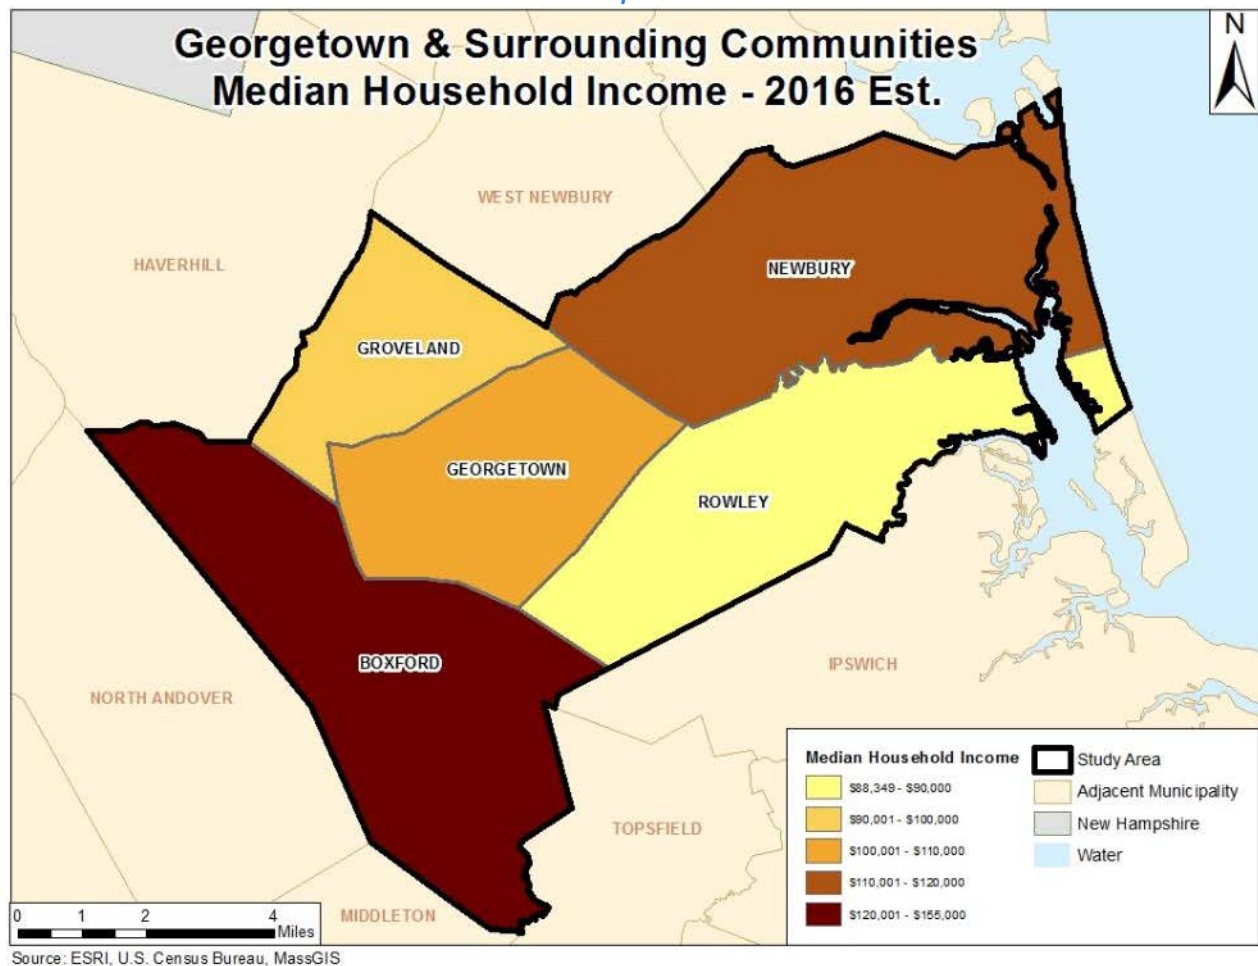 Georgetown & Surrounding Communities
Median Household Income - 2016 Est.
N
WEST NEWBURY
HAVERHILL
NEWBURY
GROVELAND
GEORGETOWN
ROWLEY
BOXFORD
IPSWICH
NORTH ANDOVER
TOPSFIELD
MIDDLETON
Median Household Income
$88,349 - $90,000
$90,001 - $100,000
$100,001 - $110,000
$110,001 - $120,000
$120,001 - $155,000
Study Area
Adjacent Municipality
New Hampshire
Water
0 1 2 4
Miles
Source: ESRI, U.S. Census Bureau, MassGIS